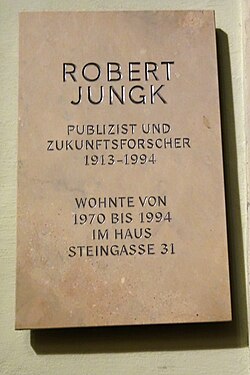 ROBERT
JUNGK
PUBLIZIST UND
ZUKUNFTSFORSCHER
1913-1994
WOHNTE VON
1970 BIS 1994
IM HAUS
STEINGASSE 31